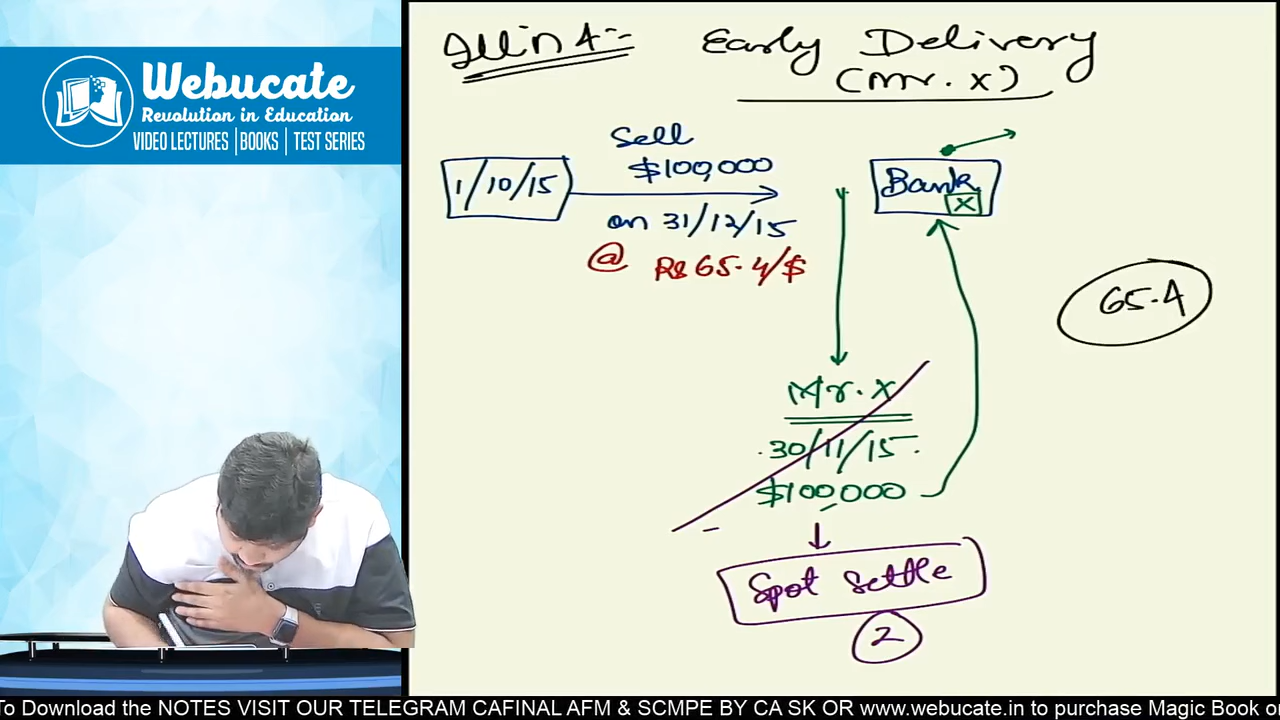 Webucate
Revolution in Education
VIDEO LECTURES | BOOKS | TEST SERIES
Early Delivery
(Mr. X)
1/10/15
Sell
$100,000
on 31/12/15
@ Rs 65.4/$
Bank
X
65.4
Mr. X
30/11/15
$100,000
Spot Settle
2
To Download the NOTES VISIT OUR TELEGRAM CAFINAL AFM & SCMPE BY CA SK OR www.webucate.in to purchase Magic Book o